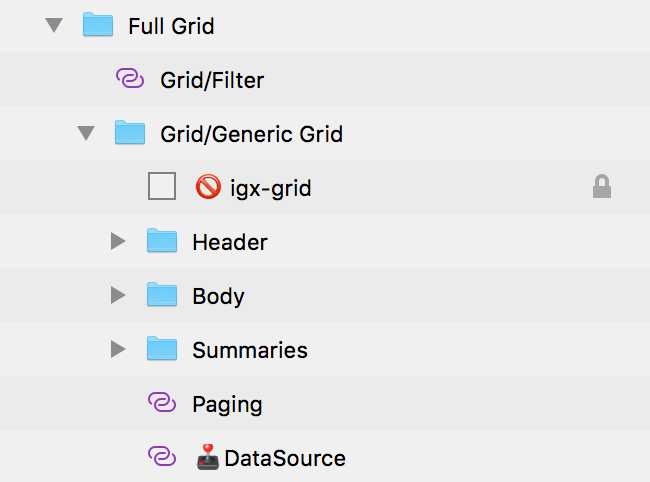 Full Grid
Grid/Filter
Grid/Generic Grid
🚫 igx-grid
Header
Body
Summaries
Paging
🕹️DataSource